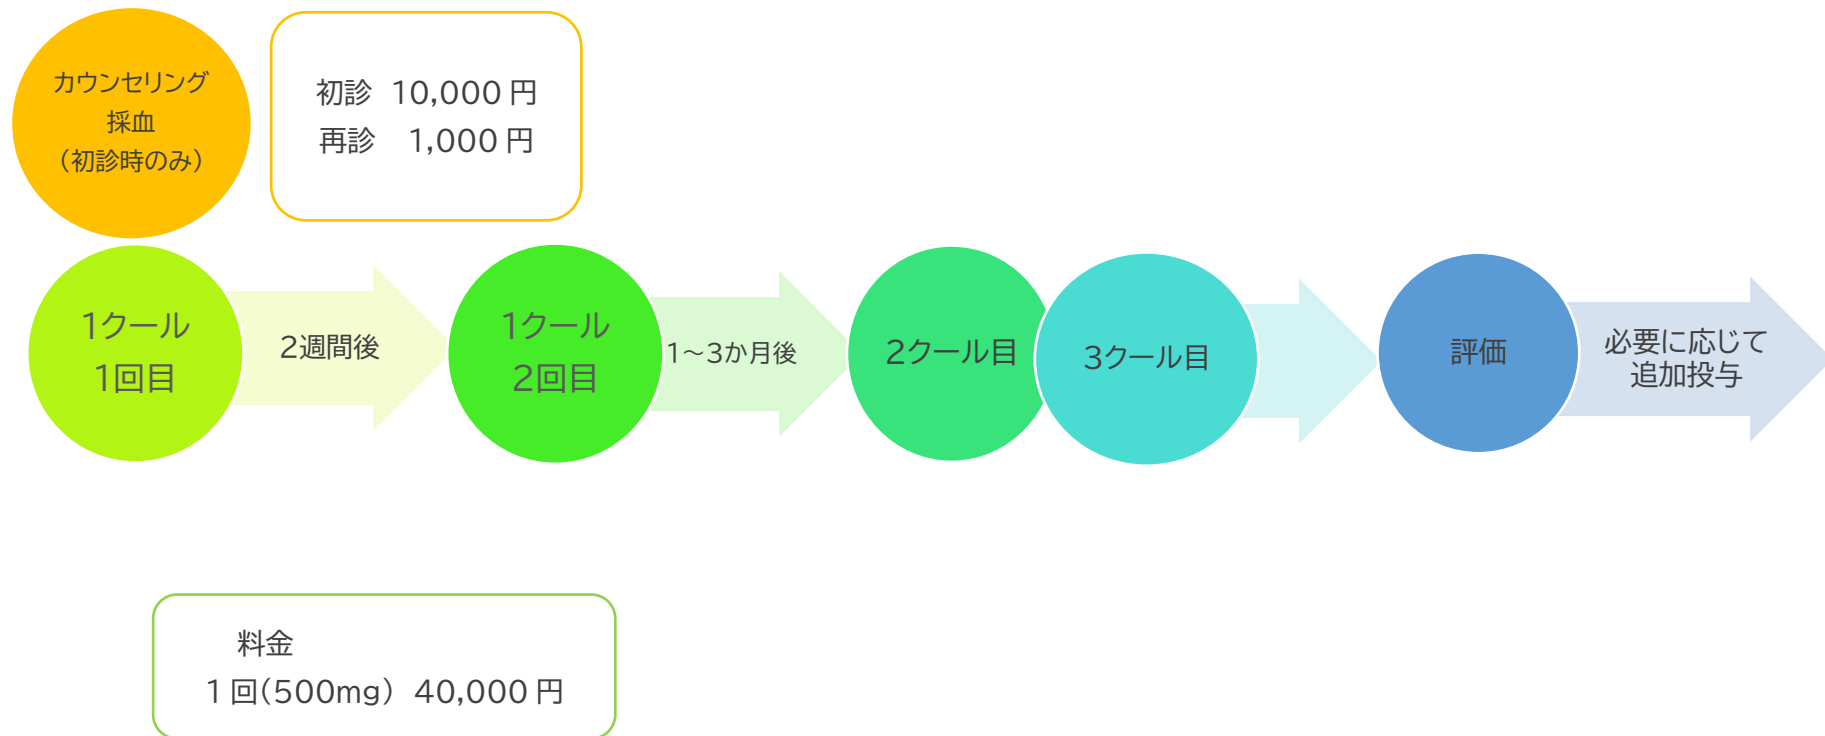 カウンセリング
採血
（初診時のみ）
初診 10,000円
再診 1,000円
1クール
1回目
2週間後
1クール
2回目
1～3か月後
2クール目
3クール目
評価
必要に応じて
追加投与
料金
1回(500mg) 40,000円